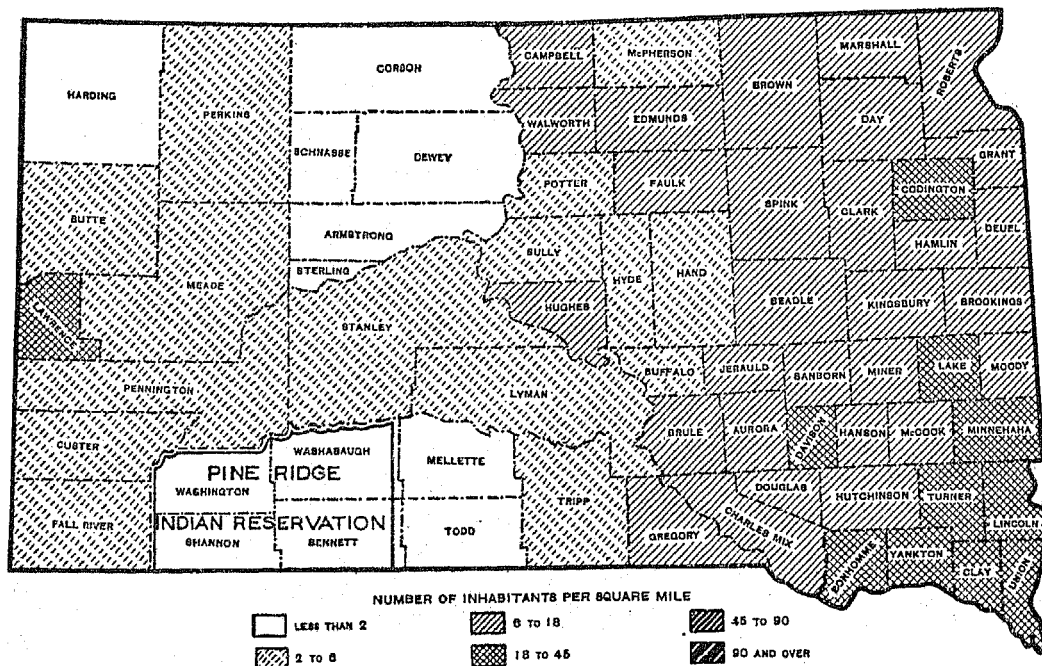 CAMPBELL
McPHERSON
MARSHALL
ROBERTS
HARDING
CORSON
BROWN
PERKINS
WALWORTH
EDMUNDS
DAY
SCHNASSE
DEWEY
GRANT
CODINGTON
POTTER
FAULK
BUTTE
SPINK
CLARK
DEUEL
HAMLIN
ARMSTRONG
SULLY
HYDE
HAND
STERLING
MEADE
HUGHES
BEADLE
KINGSBURY
BROOKINGS
STANLEY
BUFFALO
JERAULD
SANBORN
MINER
LAKE
MOODY
PENNINGTON
LYMAN
CUSTER
BRULE
AURORA
DAVISON
HANSON
McCOOK
MINNEHAHA
WASHABAUGH
MELLETTE
PINE RIDGE
WASHINGTON
DOUGLAS
HUTCHINSON
TURNER
TRIPP
FALL RIVER
INDIAN RESERVATION
LINCOLN
SHANNON
BENNETT
TODD
GREGORY
CHARLES MIX
BONHOMME
YANKTON
CLAY
UNION
NUMBER OF INHABITANTS PER SQUARE MILE
LESS THAN 2
6 TO 18
45 TO 90
2 TO 6
18 TO 45
90 AND OVER